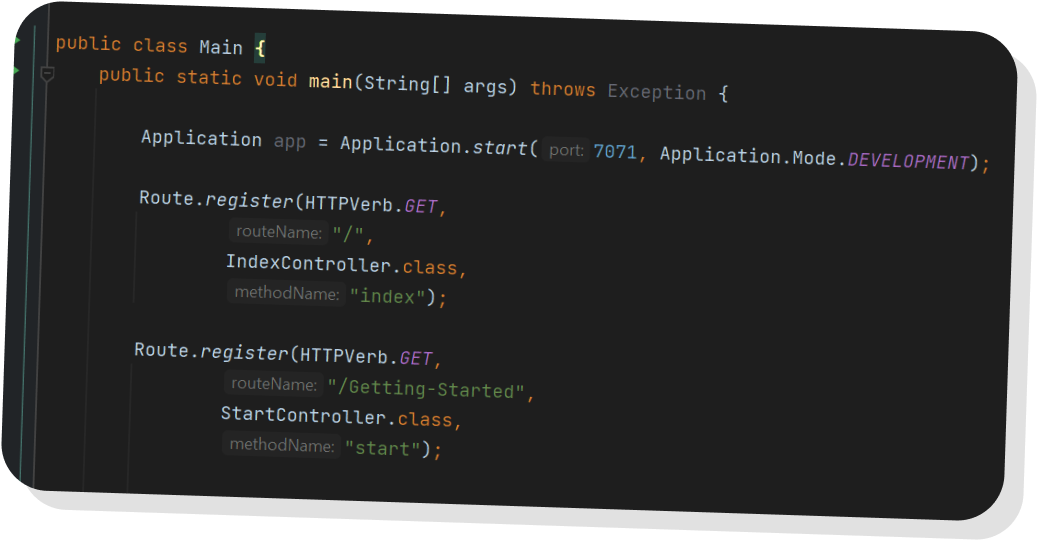 public class Main {
public static void main(String[] args) throws Exception {
Application app = Application.start( port: 7071, Application.Mode.DEVELOPMENT);
Route.register(HTTPVerb.GET,
routeName: "/",
IndexController.class,
methodName: "index");
Route.register(HTTPVerb.GET,
routeName: "/Getting-Started",
StartController.class,
methodName: "start");